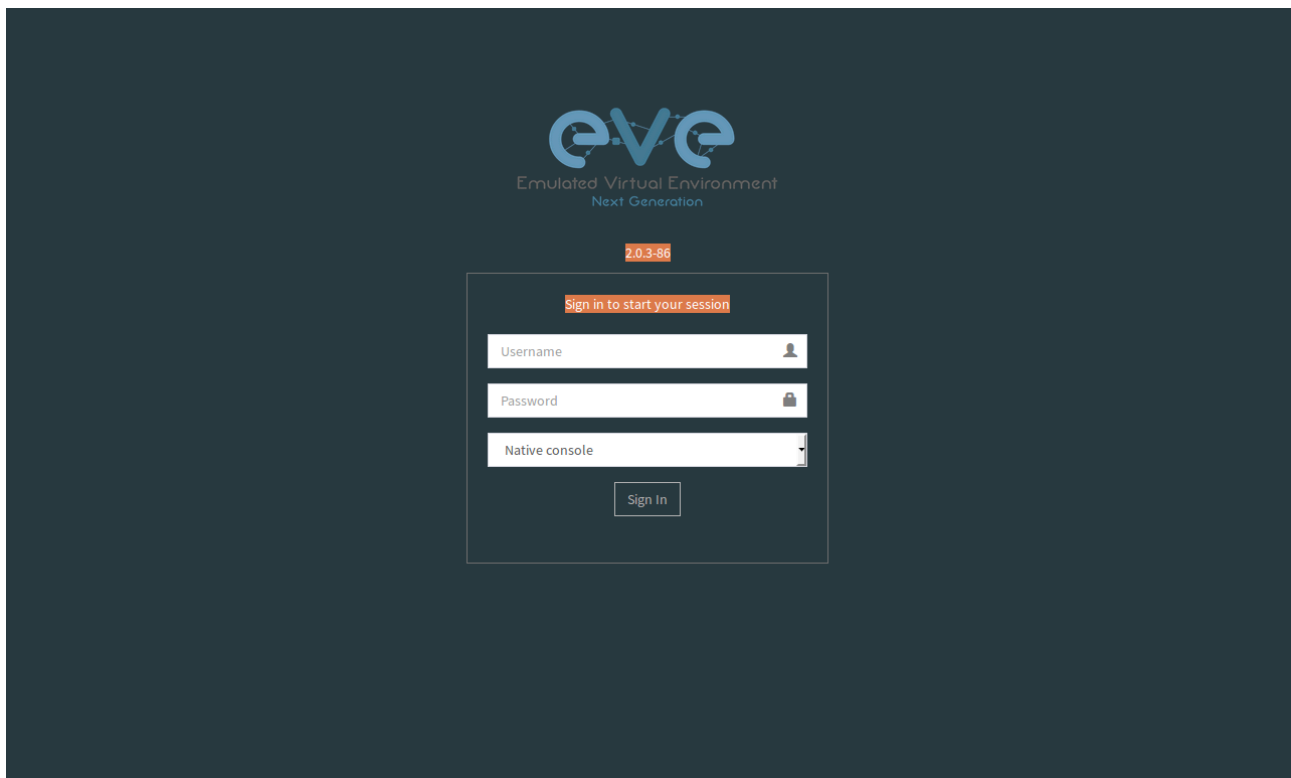 eve
Emulated Virtual Environment
Next Generation
2.0.3-86
Sign in to start your session
Username
Password
Native console
Sign In